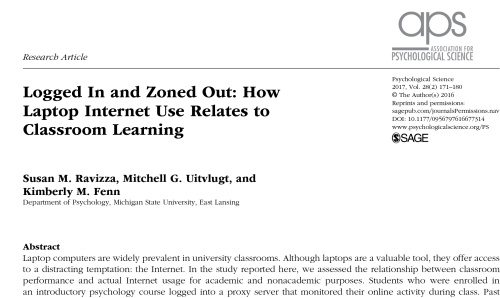 aps
ASSOCIATION FOR
PSYCHOLOGICAL SCIENCE
Research Article
Psychological Science
2017, Vol. 28(2) 171–180
© The Author(s) 2016
Reprints and permissions:
sagepub.com/journalsPermissions.nav
DOI: 10.1177/0956797616677314
www.psychologicalscience.org/PS
SAGE
Logged In and Zoned Out: How
Laptop Internet Use Relates to
Classroom Learning
Susan M. Ravizza, Mitchell G. Uitvlugt, and
Kimberly M. Fenn
Department of Psychology, Michigan State University, East Lansing
Abstract
Laptop computers are widely prevalent in university classrooms. Although laptops are a valuable tool, they offer access
to a distracting temptation: the Internet. In the study reported here, we assessed the relationship between classroom
performance and actual Internet usage for academic and nonacademic purposes. Students who were enrolled in
an introductory psychology course logged into a proxy server that monitored their online activity during class. Past